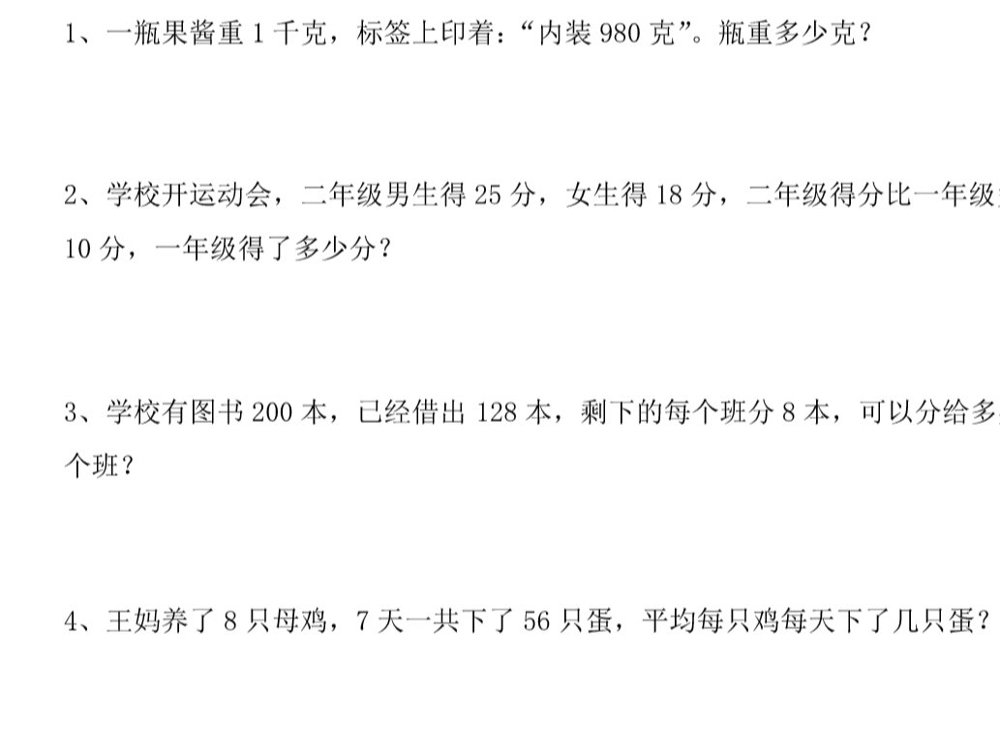 1、一瓶果酱重 1 千克，标签上印着：“内装 980 克”。瓶重多少克？
2、学校开运动会，二年级男生得 25 分，女生得 18 分，二年级得分比一年级
10 分，一年级得了多少分？
3、学校有图书 200 本，已经借出 128 本，剩下的每个班分 8 本，可以分给多
个班？
4、王妈养了 8 只母鸡，7 天一共下了 56 只蛋，平均每只鸡每天下了几只蛋？